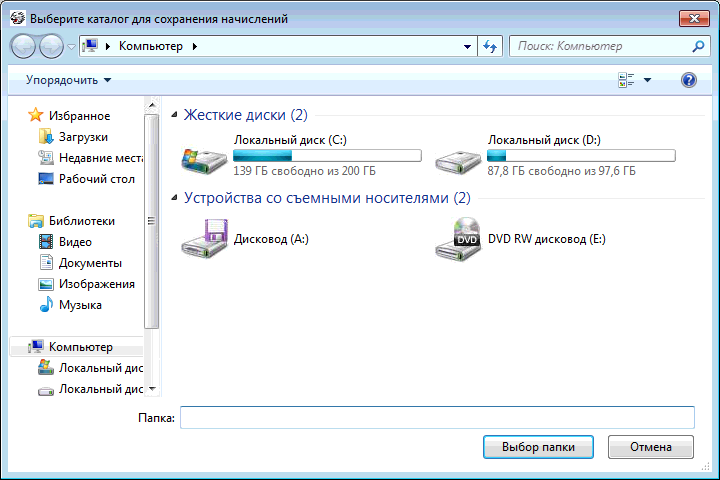 Выберите каталог для сохранения начислений
Компьютер
Поиск: Компьютер
Упорядочить
Избранное
Загрузки
Недавние места
Рабочий стол
Библиотеки
Видео
Документы
Изображения
Музыка
Компьютер
Локальный дис
Локальный дис
Жесткие диски (2)
Локальный диск (C:)
139 ГБ свободно из 200 ГБ
Локальный диск (D:)
87,8 ГБ свободно из 97,6 ГБ
Устройства со съемными носителями (2)
Дисковод (A:)
DVD
DVD RW дисковод (E:)
Папка:
Выбор папки
Отмена